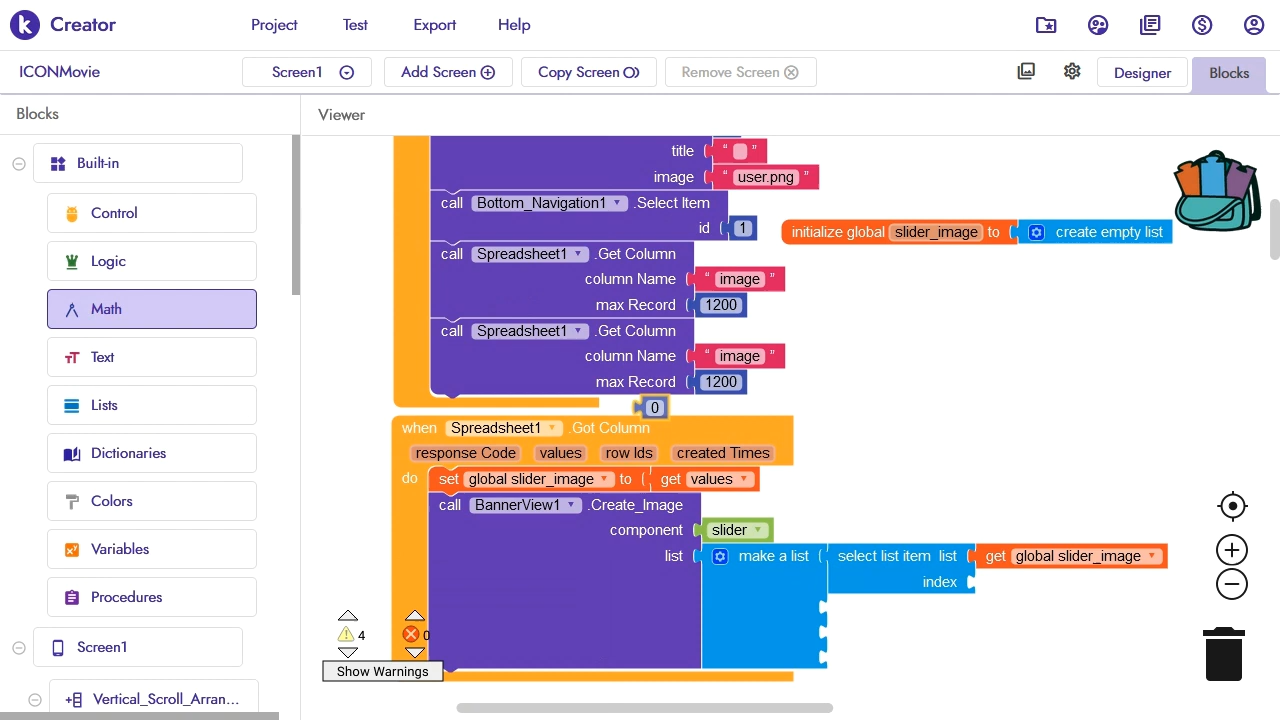 k Creator Project Test Export Help
ICONMovie Screen1 Add Screen Copy Screen Remove Screen Designer Blocks
Blocks Viewer
Built-in
Control
Logic
Math
Text
Lists
Dictionaries
Colors
Variables
Procedures
Screen1
Vertical_Scroll_Arran...
title “ ”
image “ user.png ”
call Bottom_Navigation1 .Select Item
id 1
initialize global slider_image to create empty list
call Spreadsheet1 .Get Column
column Name “ image ”
max Record 1200
call Spreadsheet1 .Get Column
column Name “ image ”
max Record 1200
0
when Spreadsheet1 .Got Column
response Code values row Ids created Times
do set global slider_image to get values
call BannerView1 .Create_Image
component slider
list make a list select list item list get global slider_image
index
4 0
Show Warnings